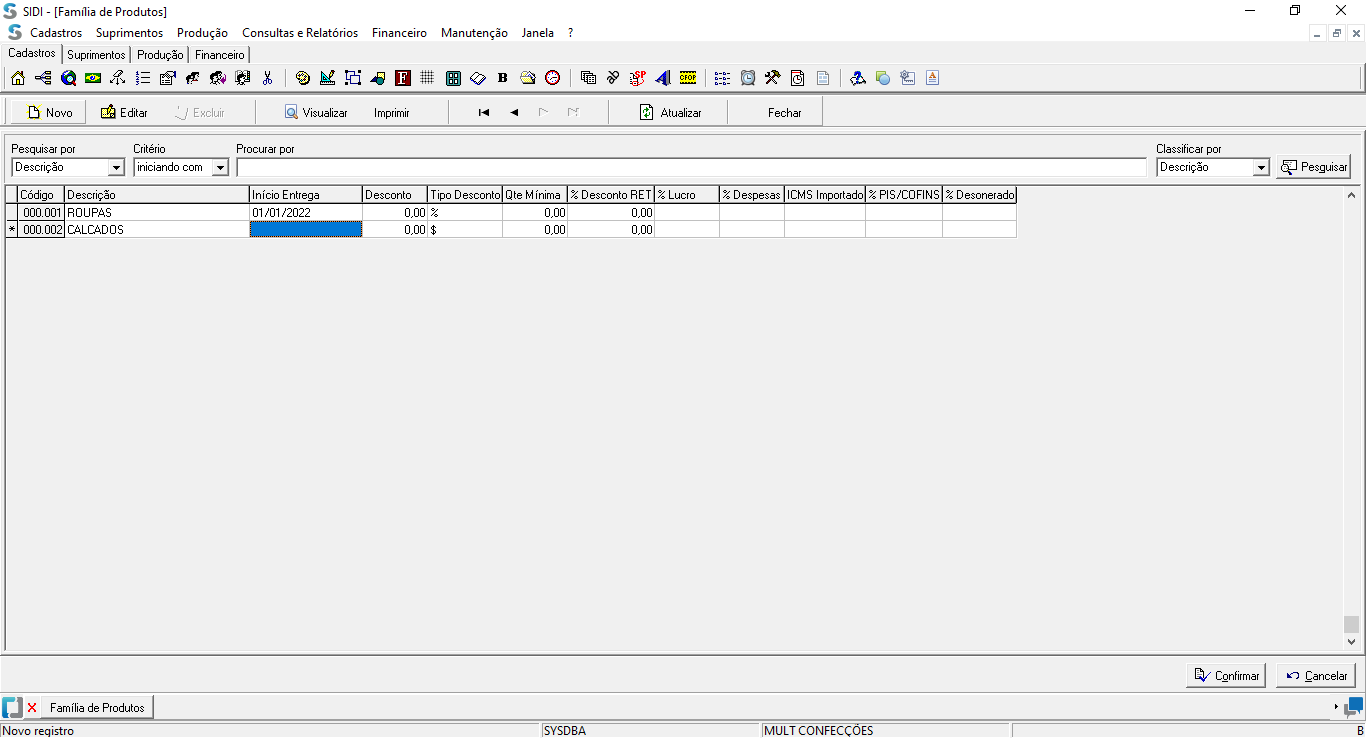 SIDI - [Família de Produtos]
Cadastros Suprimentos Produção Consultas e Relatórios Financeiro Manutenção Janela ?
Cadastros Suprimentos Produção Financeiro
F B SP CFOP A
Novo Editar Excluir Visualizar Imprimir Atualizar Fechar
Pesquisar por Critério Procurar por Classificar por
Descrição iniciando com Descrição Pesquisar
Código Descrição Início Entrega Desconto Tipo Desconto Qte Mínima % Desconto RET % Lucro % Despesas ICMS Importado % PIS/COFINS % Desonerado
000.001 ROUPAS 01/01/2022 0,00 % 0,00 0,00
* 000.002 CALCADOS 0,00 $ 0,00 0,00
Confirmar Cancelar
Família de Produtos
Novo registro SYSDBA MULT CONFECÇÕES B